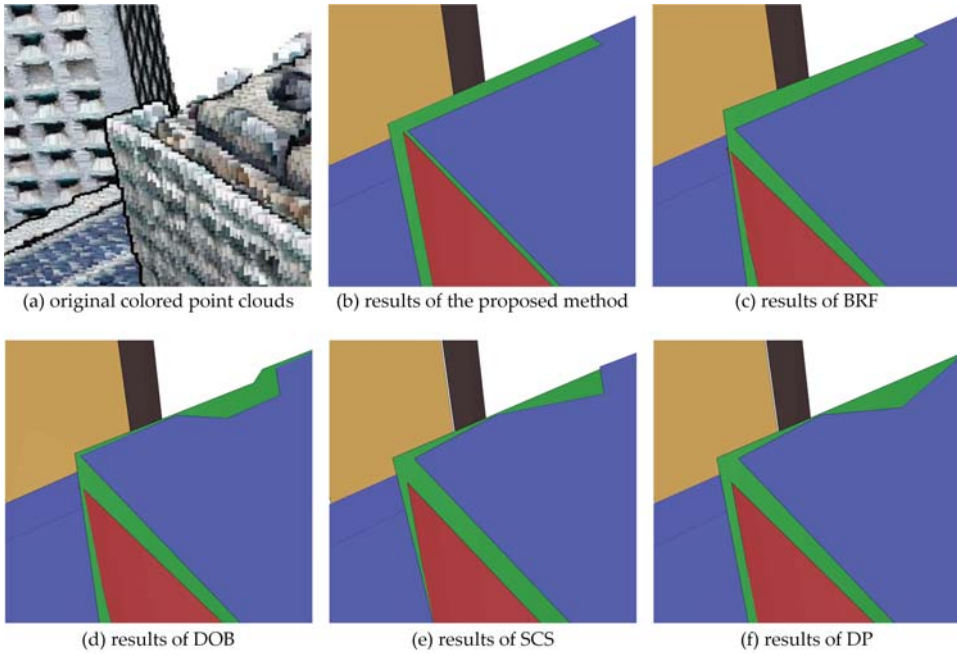 (a) original colored point clouds
(b) results of the proposed method
(c) results of BRF
(d) results of DOB
(e) results of SCS
(f) results of DP